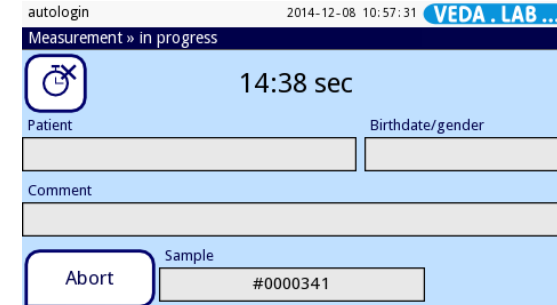 autologin 2014-12-08 10:57:31 VEDA . LAB ...
Measurement » in progress
14:38 sec
Patient Birthdate/gender
Comment
Sample
Abort #0000341